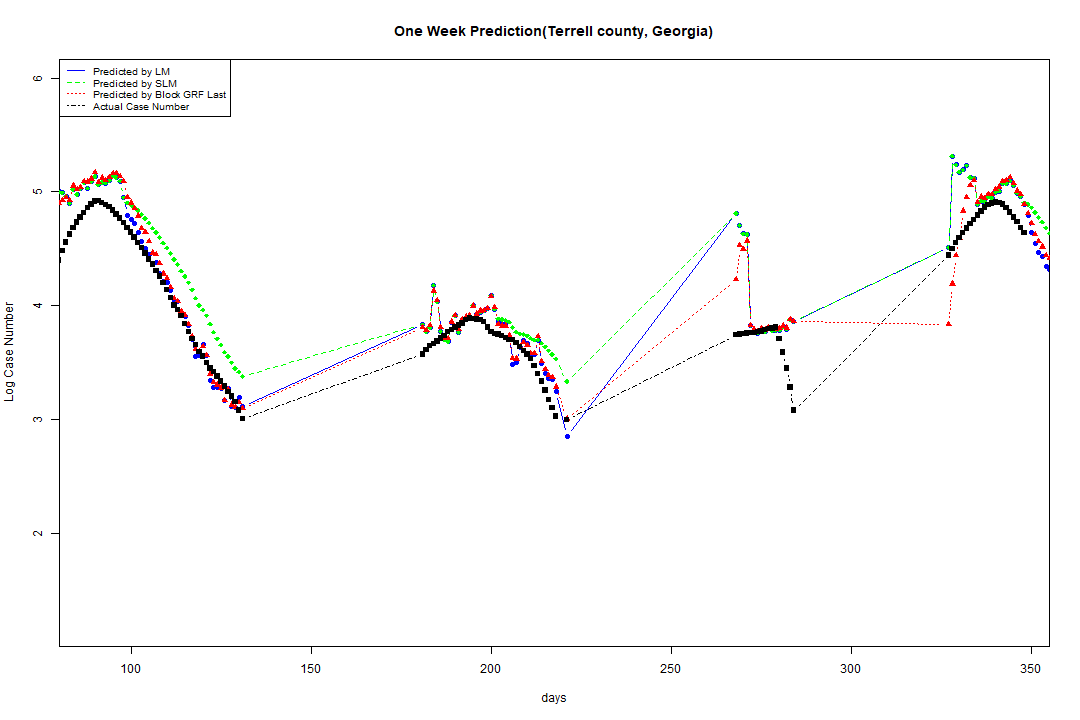 One Week Prediction(Terrell county, Georgia)
Predicted by LM
Predicted by SLM
Predicted by Block GRF Last
Actual Case Number
6
5
4
3
2
Log Case Number
100 150 200 250 300 350
days